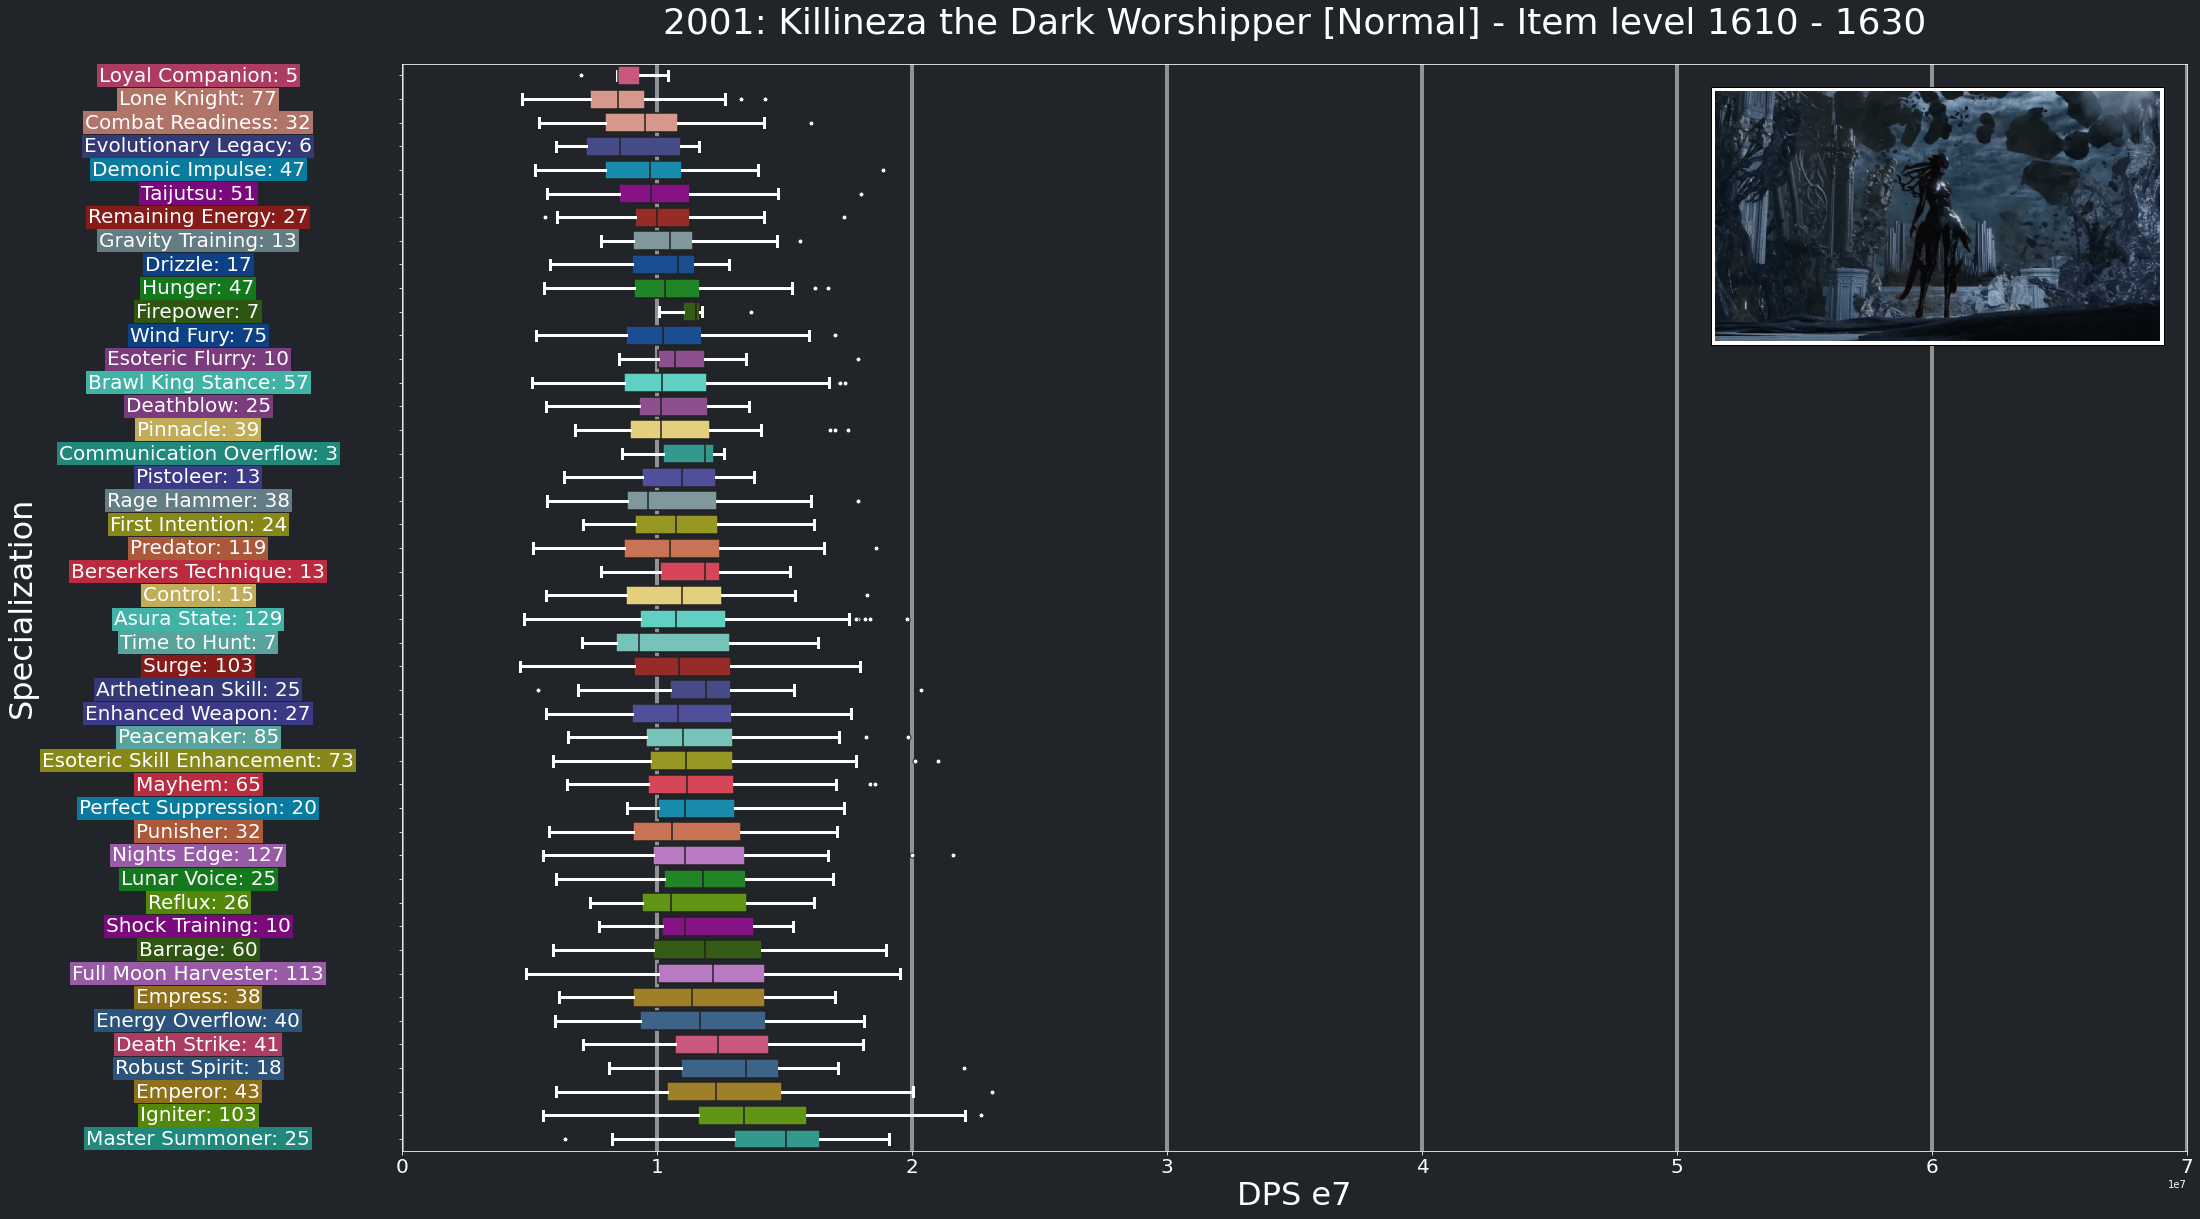 2001: Killineza the Dark Worshipper [Normal] - Item level 1610 - 1630
Specialization
Loyal Companion: 5
Lone Knight: 77
Combat Readiness: 32
Evolutionary Legacy: 6
Demonic Impulse: 47
Taijutsu: 51
Remaining Energy: 27
Gravity Training: 13
Drizzle: 17
Hunger: 47
Firepower: 7
Wind Fury: 75
Esoteric Flurry: 10
Brawl King Stance: 57
Deathblow: 25
Pinnacle: 39
Communication Overflow: 3
Pistoleer: 13
Rage Hammer: 38
First Intention: 24
Predator: 119
Berserkers Technique: 13
Control: 15
Asura State: 129
Time to Hunt: 7
Surge: 103
Arthetinean Skill: 25
Enhanced Weapon: 27
Peacemaker: 85
Esoteric Skill Enhancement: 73
Mayhem: 65
Perfect Suppression: 20
Punisher: 32
Nights Edge: 127
Lunar Voice: 25
Reflux: 26
Shock Training: 10
Barrage: 60
Full Moon Harvester: 113
Empress: 38
Energy Overflow: 40
Death Strike: 41
Robust Spirit: 18
Emperor: 43
Igniter: 103
Master Summoner: 25
0 1 2 3 4 5 6 7
1e7
DPS e7